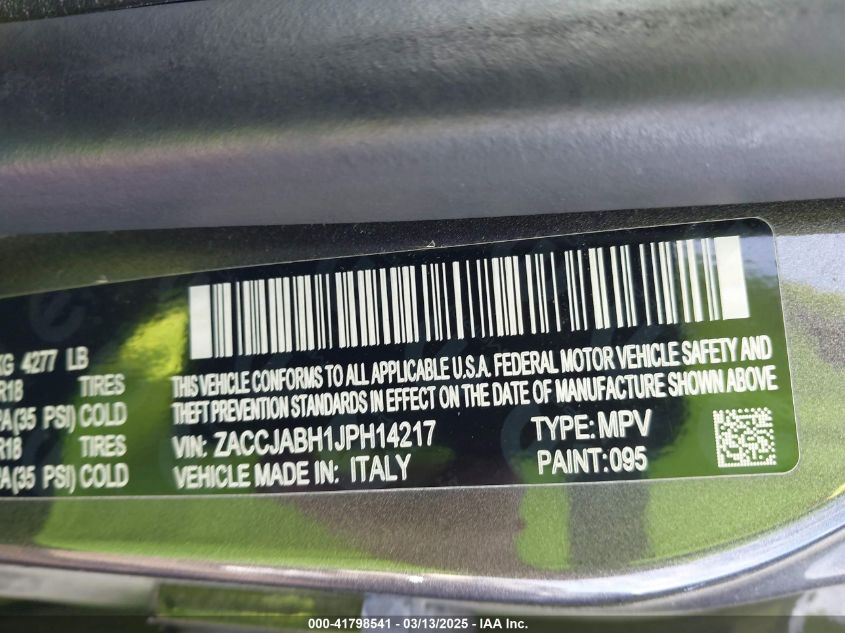 KG 4277 LB
R18 TIRES
PA(35 PSI) COLD
R18 TIRES
PA(35 PSI) COLD
THIS VEHICLE CONFORMS TO ALL APPLICABLE U.S.A. FEDERAL MOTOR VEHICLE SAFETY AND
THEFT PREVENTION STANDARDS IN EFFECT ON THE DATE OF MANUFACTURE SHOWN ABOVE
VIN: ZACCJABH1JPH14217 TYPE: MPV
VEHICLE MADE IN: ITALY PAINT:095
000-41798541 - 03/13/2025 - IAA Inc.